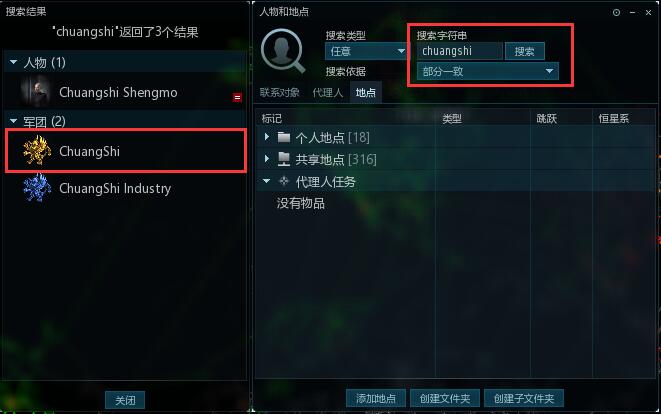 搜索结果
"chuangshi"返回了3个结果
人物 (1)
Chuangshi Shengmo
军团 (2)
ChuangShi
ChuangShi Industry
关闭
人物和地点
搜索类型
任意
搜索字符串
chuangshi
搜索
搜索依据
部分一致
联系对象 代理人 地点
标记 类型 跳跃 恒星系
个人地点 [18]
共享地点 [316]
代理人任务
没有物品
添加地点 创建文件夹 创建子文件夹